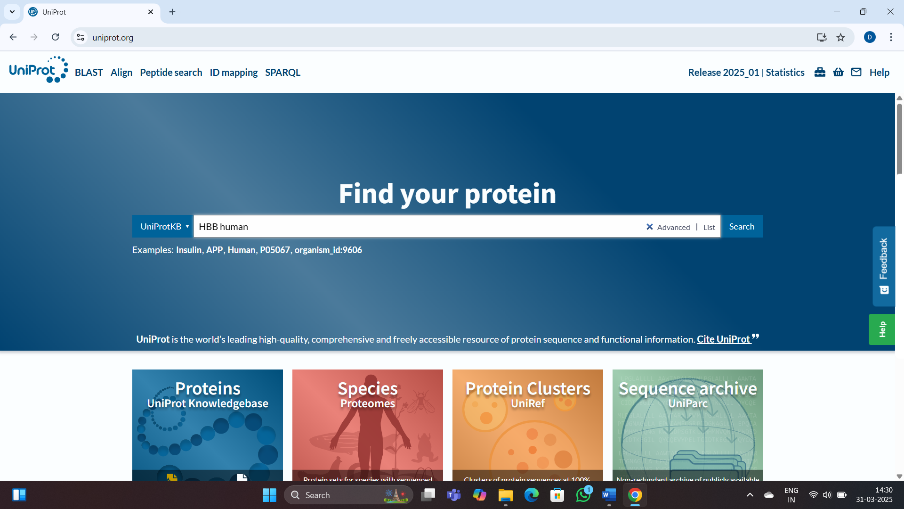 UniProt
uniprot.org
D
UniProt BLAST Align Peptide search ID mapping SPARQL Release 2025_01 | Statistics Help
Find your protein
UniProtKB HBB human Advanced | List Search
Examples: Insulin, APP, Human, P05067, organism_id:9606
Feedback
Help
UniProt is the world's leading high-quality, comprehensive and freely accessible resource of protein sequence and functional information. Cite UniProt
Proteins
UniProt Knowledgebase
Species
Proteomes
Protein Clusters
UniRef
Sequence archive
UniParc
Protein sets for species with sequenced
Clusters of protein sequences at 100%
Non-redundant archive of publicly available
Search
ENG
IN
14:30
31-03-2025